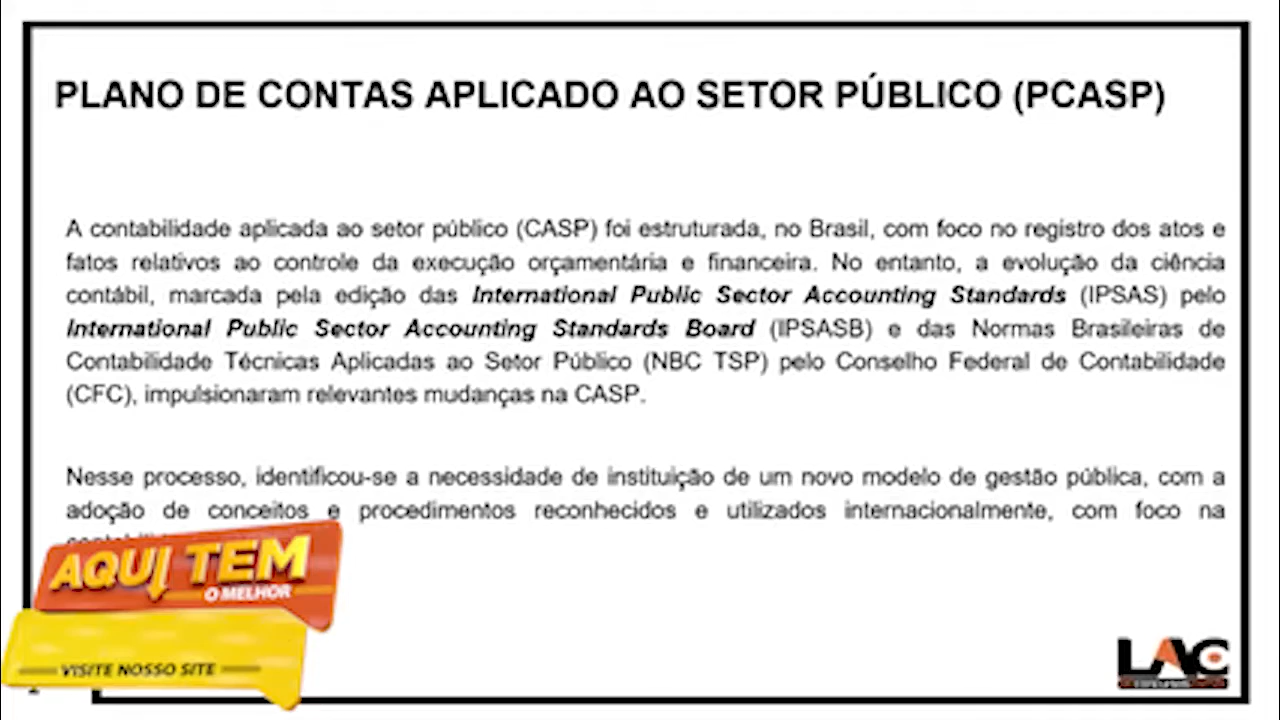 PLANO DE CONTAS APLICADO AO SETOR PÚBLICO (PCASP)
A contabilidade aplicada ao setor público (CASP) foi estruturada, no Brasil, com foco no registro dos atos e
fatos relativos ao controle da execução orçamentária e financeira. No entanto, a evolução da ciência
contábil, marcada pela edição das International Public Sector Accounting Standards (IPSAS) pelo
International Public Sector Accounting Standards Board (IPSASB) e das Normas Brasileiras de
Contabilidade Técnicas Aplicadas ao Setor Público (NBC TSP) pelo Conselho Federal de Contabilidade
(CFC), impulsionaram relevantes mudanças na CASP.
Nesse processo, identificou-se a necessidade de instituição de um novo modelo de gestão pública, com a
adoção de conceitos e procedimentos reconhecidos e utilizados internacionalmente, com foco na
AQUI TEM
O MELHOR
VISITE NOSSO SITE
LAC